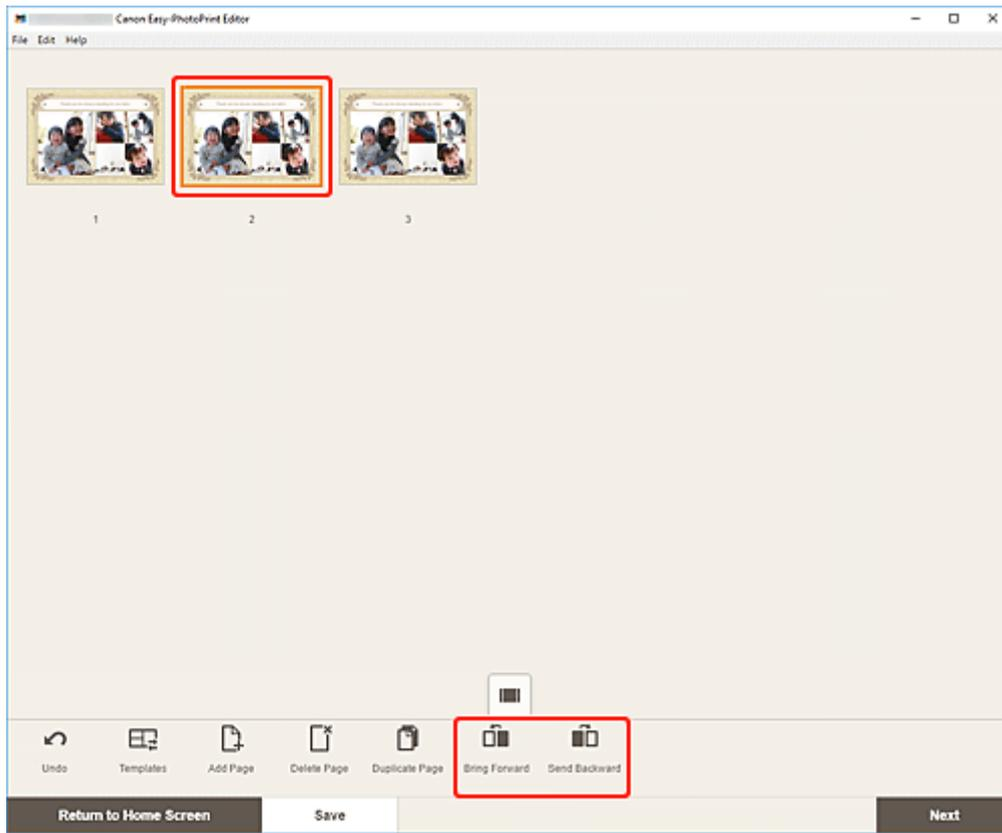 Canon Easy-PhotoPrint Editor
File Edit Help
1 2 3
Undo Templates Add Page Delete Page Duplicate Page Bring Forward Send Backward
Return to Home Screen Save Next